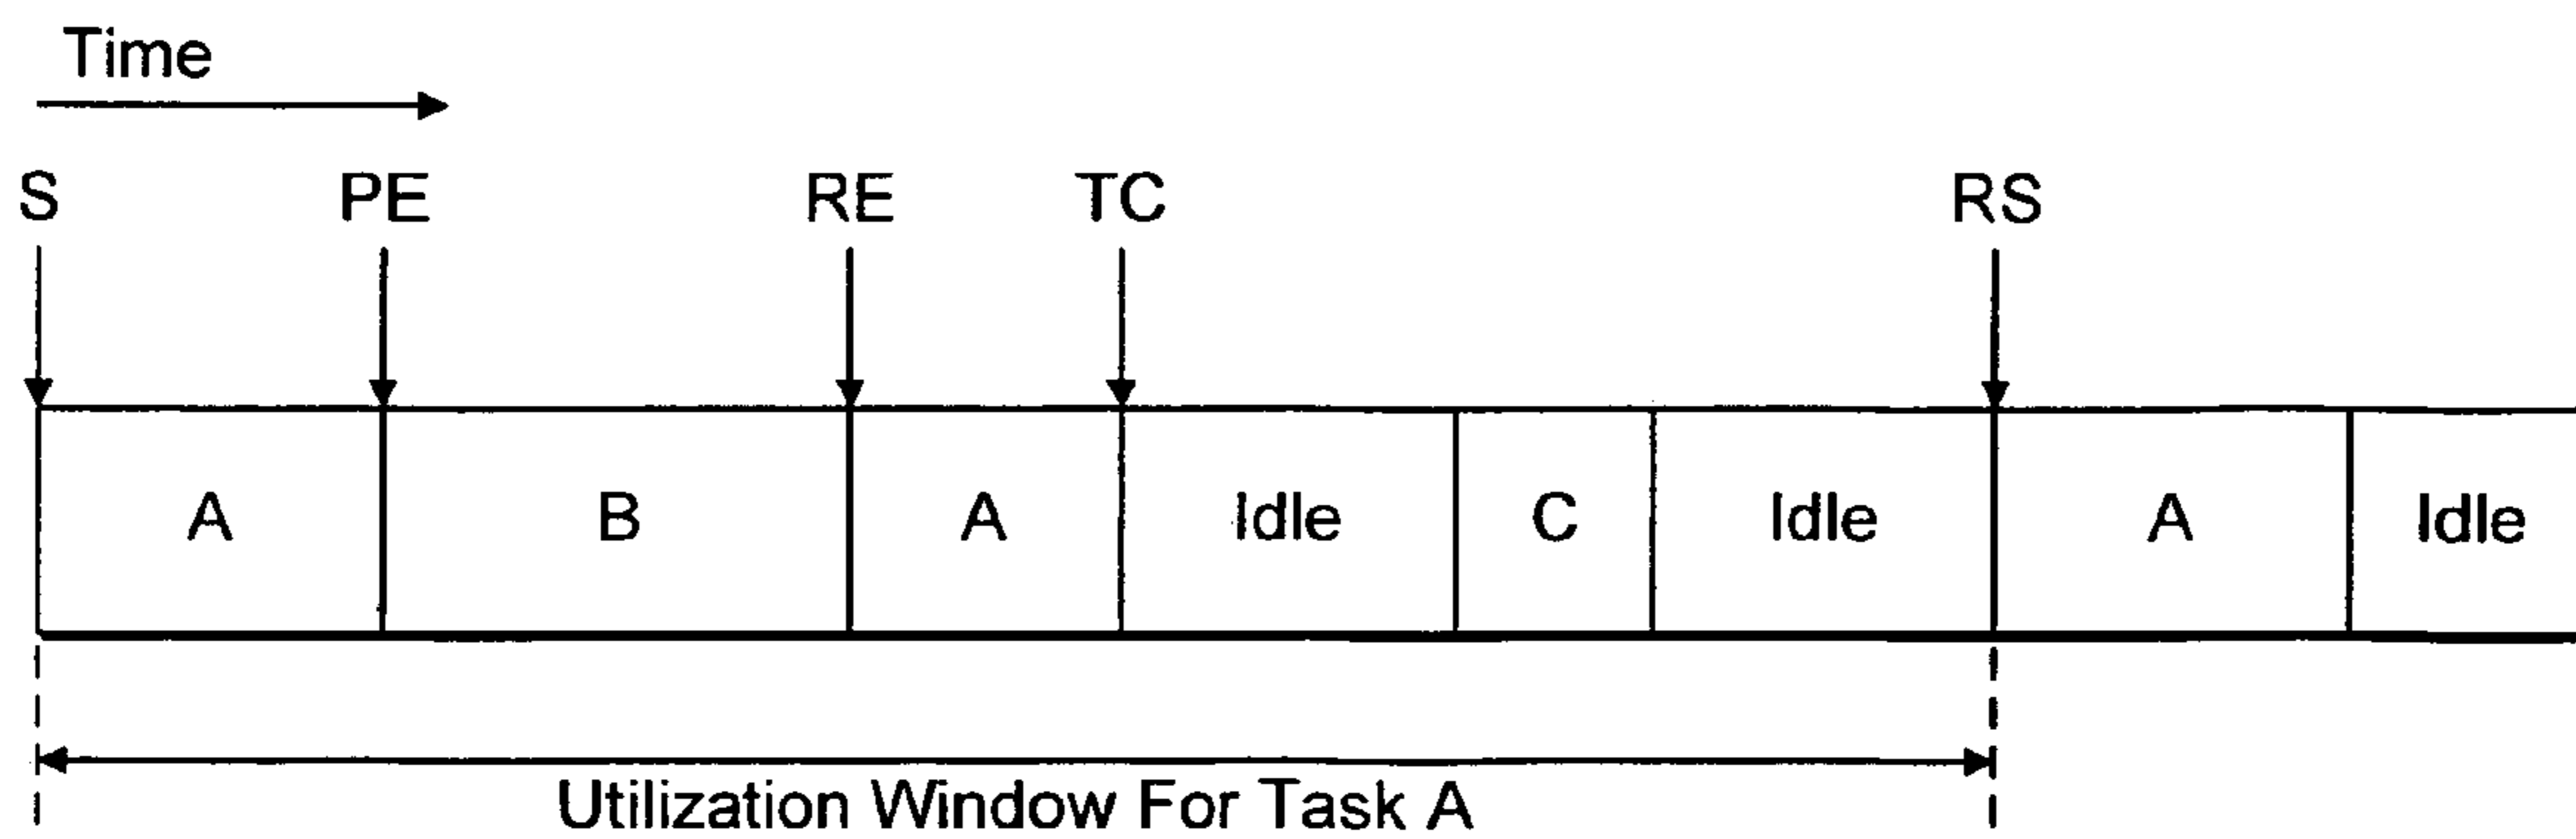 Time
S PE RE TC RS
A B A Idle C Idle A Idle
Utilization Window For Task A